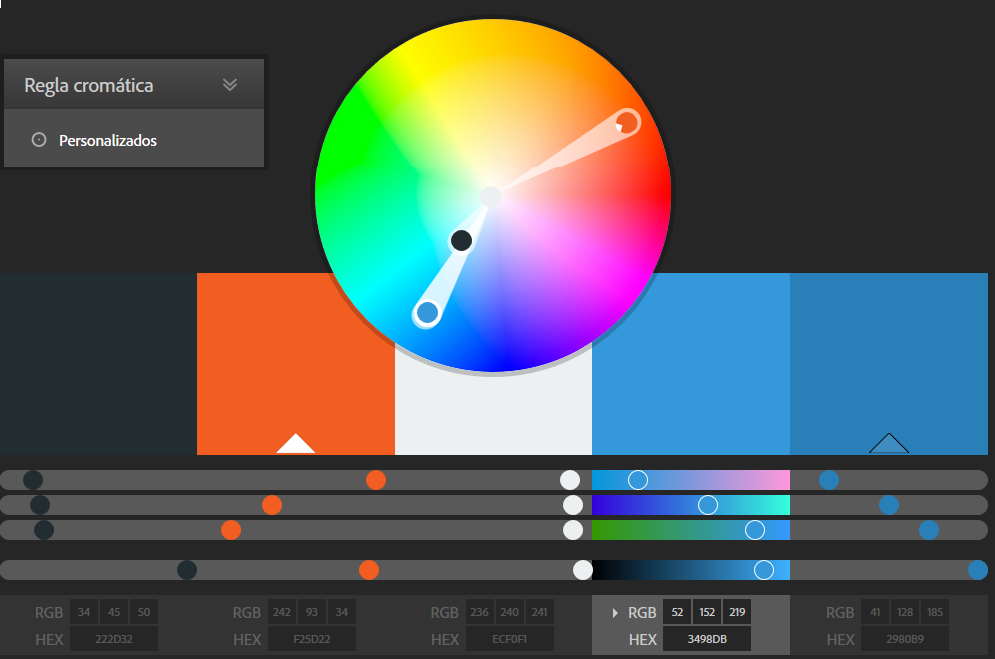 Regla cromática
Personalizados
RGB 34 45 50 RGB 242 93 34 RGB 236 240 241 RGB 52 152 219 RGB 41 128 185
HEX 222D32 HEX F25D22 HEX ECF0F1 HEX 3498DB HEX 2980B9